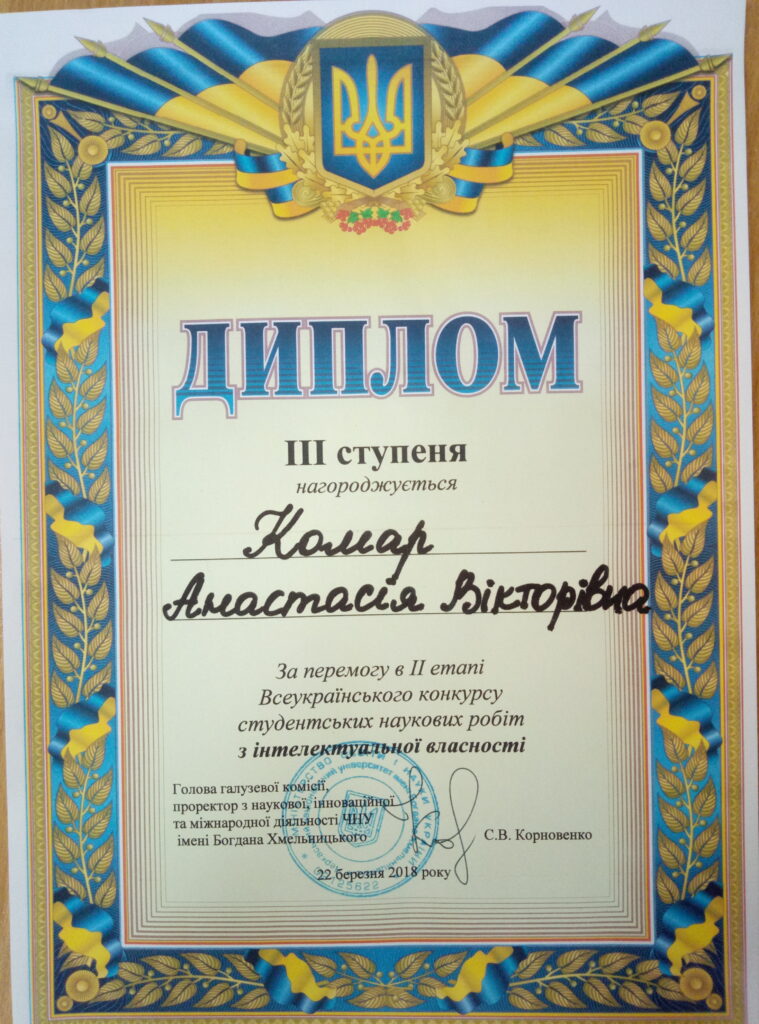 ДИПЛОМ
III ступеня
нагороджується
Комар
Анастасія Вікторівна
За перемогу в II етапі
Всеукраїнського конкурсу
студентських наукових робіт
з інтелектуальної власності
Голова галузевої комісії,
проректор з наукової, інноваційної
та міжнародної діяльності ЧНУ
імені Богдана Хмельницького
С.В. Корновенко
22 березня 2018 року